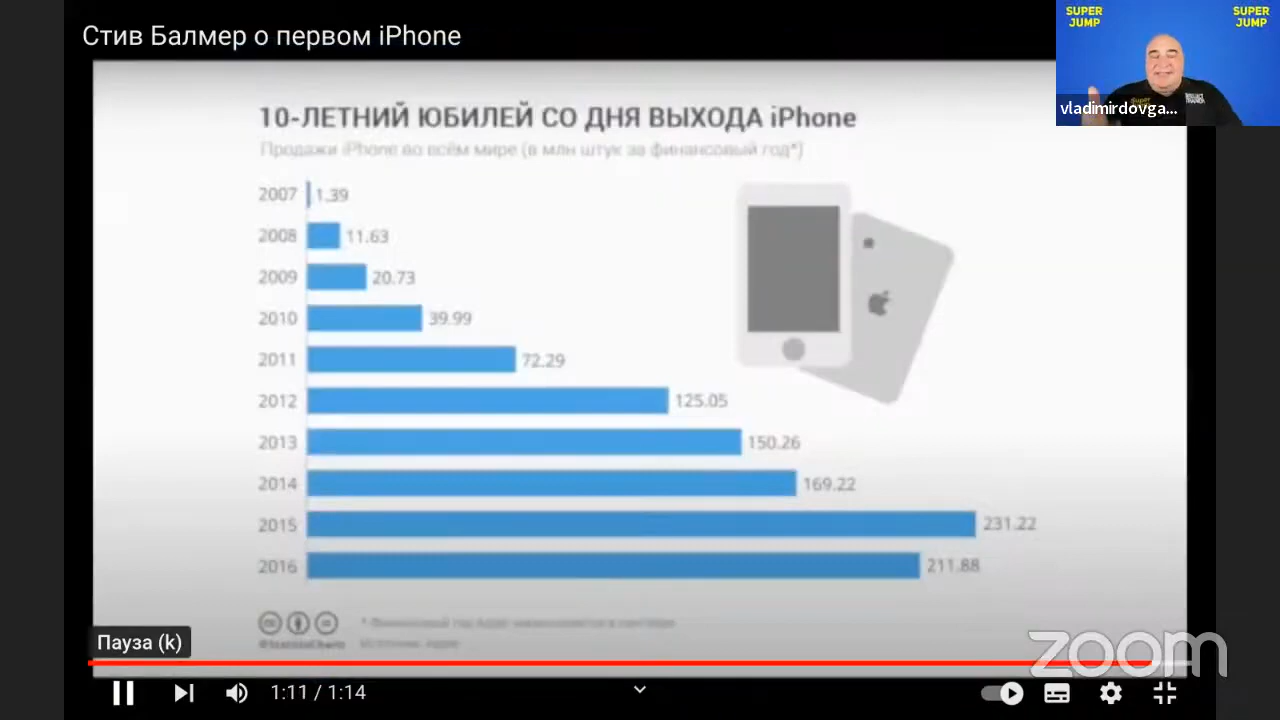 Стив Балмер о первом iPhone
SUPER
JUMP
SUPER
JUMP
vladimirdovga...
10-ЛЕТНИЙ ЮБИЛЕЙ СО ДНЯ ВЫХОДА iPhone
Продажи iPhone во всём мире (в млн штук за финансовый год*)
2007 1.39
2008 11.63
2009 20.73
2010 39.99
2011 72.29
2012 125.05
2013 150.26
2014 169.22
2015 231.22
2016 211.88
Пауза (k)
zoom
1:11 / 1:14